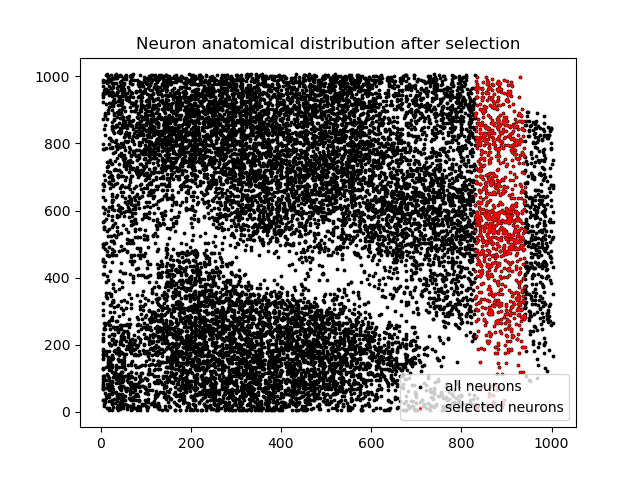 Neuron anatomical distribution after selection
1000
800
600
400
200
0
all neurons
selected neurons
0 200 400 600 800 1000